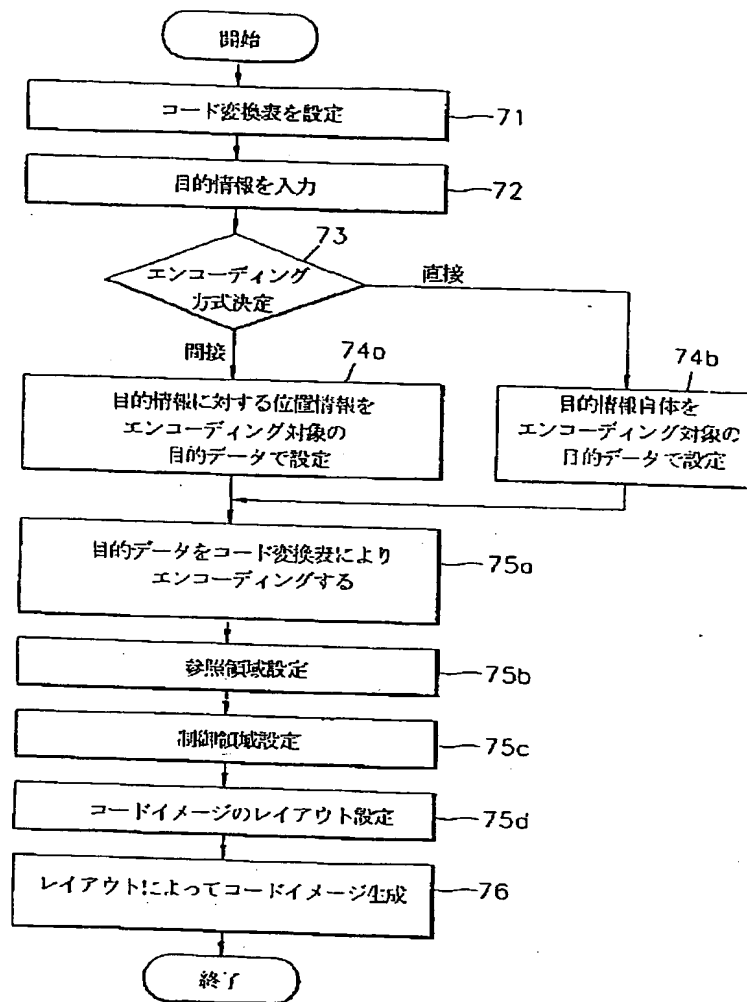 開始
コード変換表を設定
71
目的情報を入力
72
73
エンコーディング
方式決定
直接
間接
74a
目的情報に対する位置情報を
エンコーディング対象の
目的データで設定
74b
目的情報自体を
エンコーディング対象の
目的データで設定
目的データをコード変換表により
エンコーディングする
75a
参照領域設定
75b
制御領域設定
75c
コードイメージのレイアウト設定
75d
レイアウトによってコードイメージ生成
76
終了